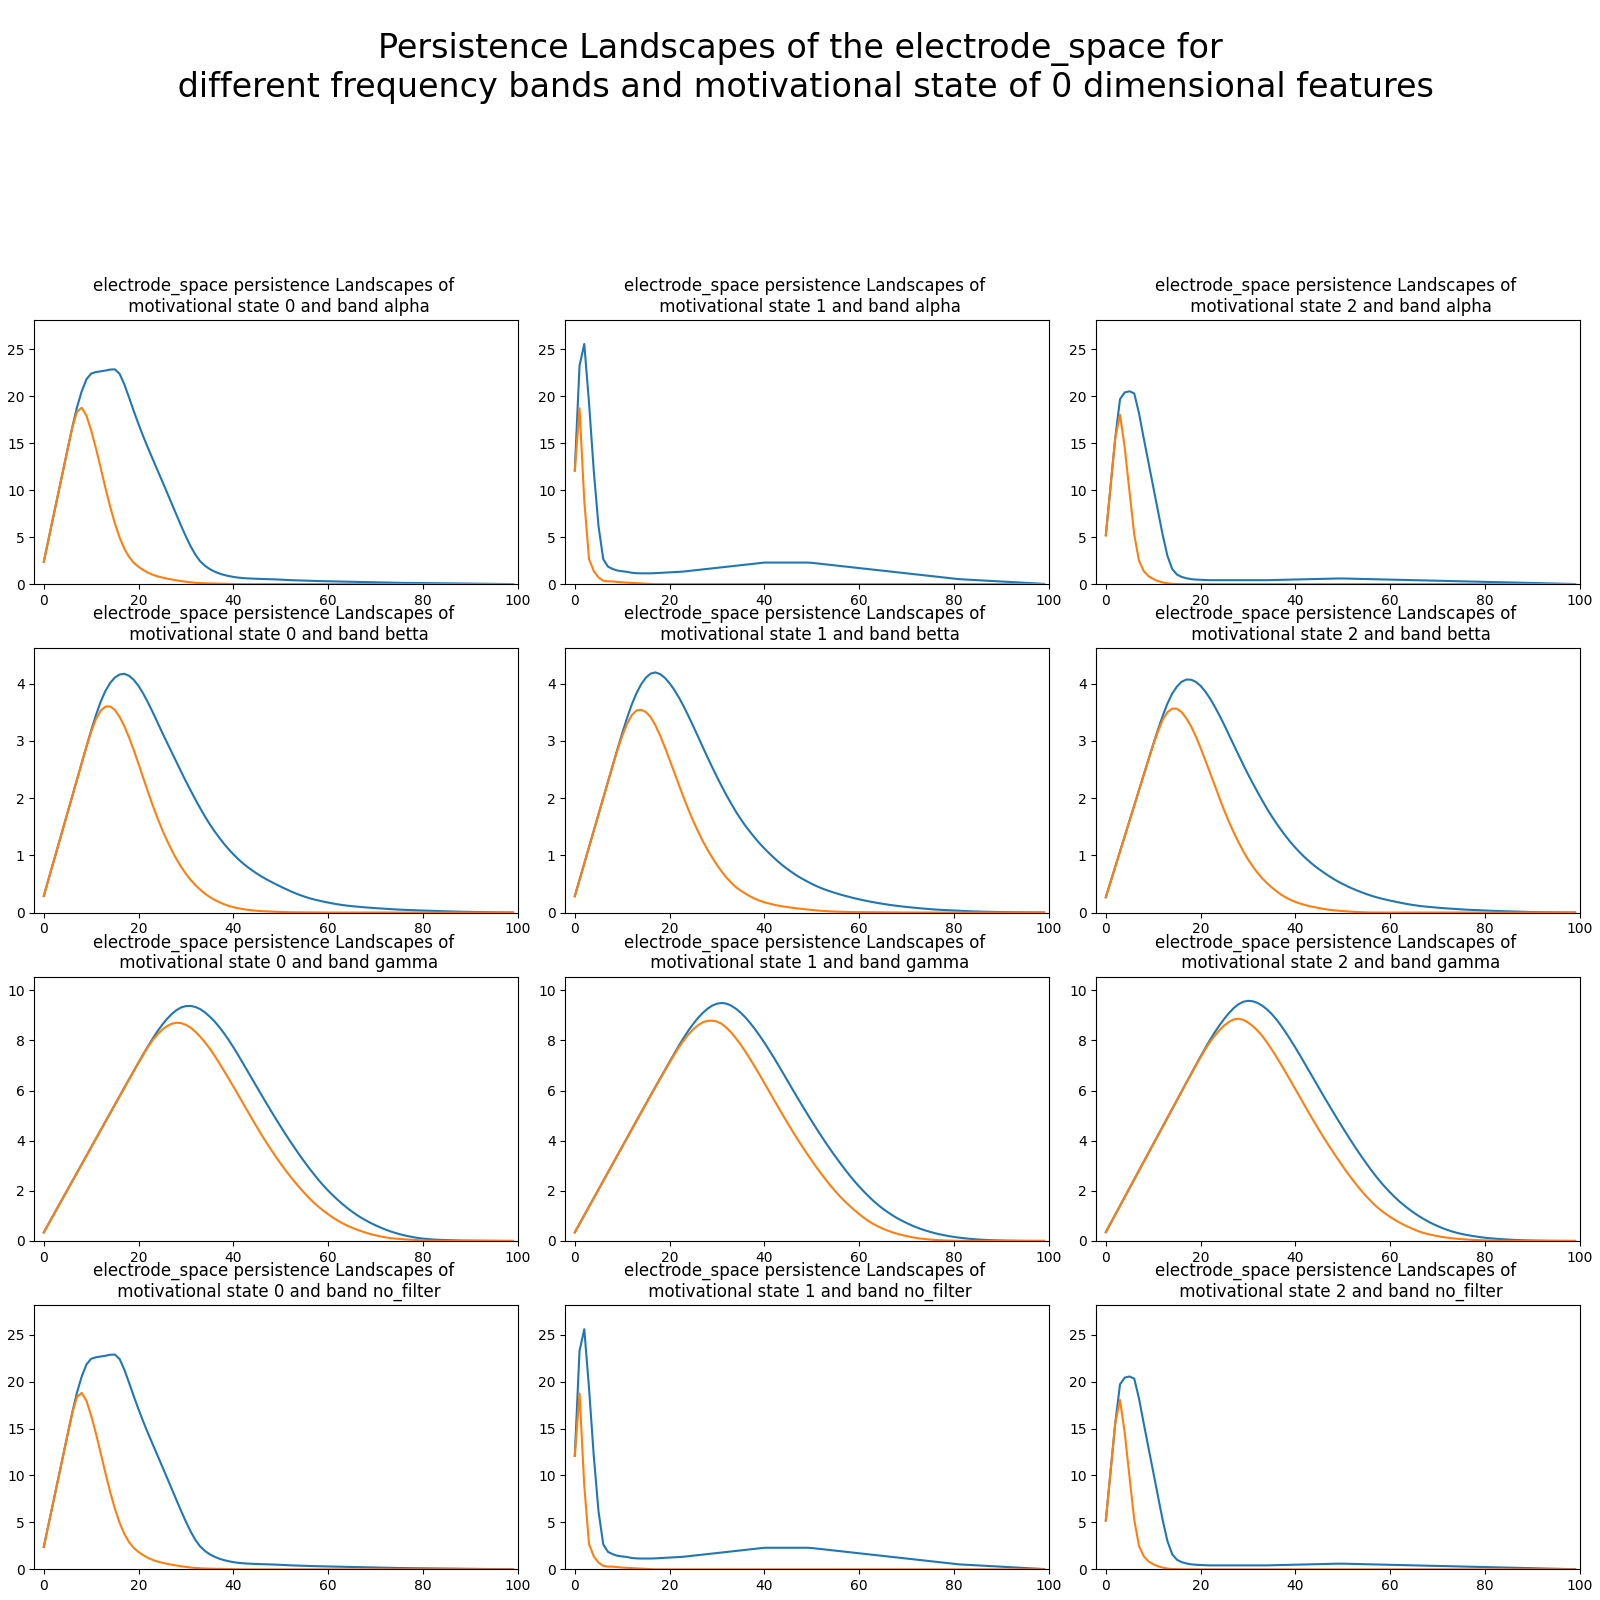 Persistence Landscapes of the electrode_space for
different frequency bands and motivational state of 0 dimensional features
electrode_space persistence Landscapes of
motivational state 0 and band alpha
electrode_space persistence Landscapes of
motivational state 1 and band alpha
electrode_space persistence Landscapes of
motivational state 2 and band alpha
25
20
15
10
5
0
0 20 40 60 80 100
25
20
15
10
5
0
0 20 40 60 80 100
25
20
15
10
5
0
0 20 40 60 80 100
electrode_space persistence Landscapes of
motivational state 0 and band betta
electrode_space persistence Landscapes of
motivational state 1 and band betta
electrode_space persistence Landscapes of
motivational state 2 and band betta
4
3
2
1
0
0 20 40 60 80 100
4
3
2
1
0
0 20 40 60 80 100
4
3
2
1
0
0 20 40 60 80 100
electrode_space persistence Landscapes of
motivational state 0 and band gamma
electrode_space persistence Landscapes of
motivational state 1 and band gamma
electrode_space persistence Landscapes of
motivational state 2 and band gamma
10
8
6
4
2
0
0 20 40 60 80 100
10
8
6
4
2
0
0 20 40 60 80 100
10
8
6
4
2
0
0 20 40 60 80 100
electrode_space persistence Landscapes of
motivational state 0 and band no_filter
electrode_space persistence Landscapes of
motivational state 1 and band no_filter
electrode_space persistence Landscapes of
motivational state 2 and band no_filter
25
20
15
10
5
0
0 20 40 60 80 100
25
20
15
10
5
0
0 20 40 60 80 100
25
20
15
10
5
0
0 20 40 60 80 100